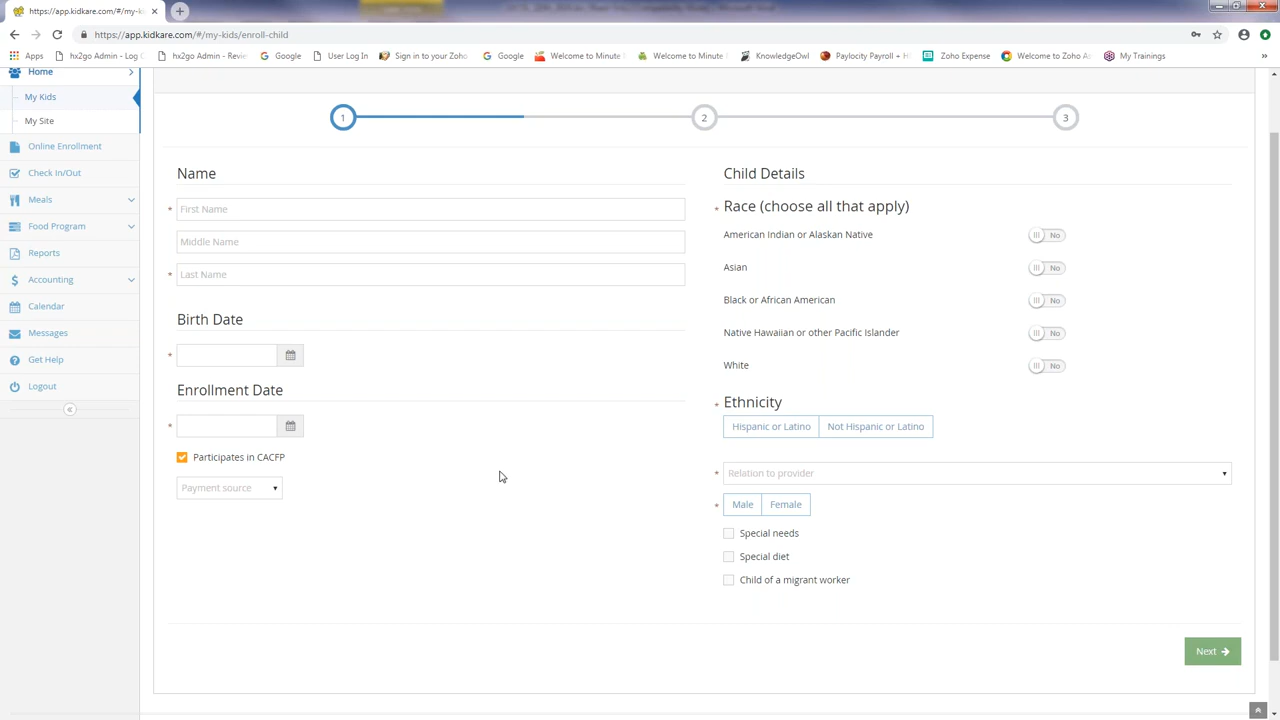 https://app.kidkare.com/#/my-ki
https://app.kidkare.com/#/my-kids/enroll-child
Apps
hx2go Admin - Log
hx2go Admin - Revie
Google
User Log In
Sign in to your Zoho
Google
Welcome to Minute
Welcome to Minute
KnowledgeOwl
Paylocity Payroll + H
Zoho Expense
Welcome to Zoho As
My Trainings
Home
My Kids
My Site
Online Enrollment
Check In/Out
Meals
Food Program
Reports
Accounting
Calendar
Messages
Get Help
Logout
1
2
3
Name
* First Name
Middle Name
* Last Name
Birth Date
*
Enrollment Date
*
Participates in CACFP
Payment source
Child Details
* Race (choose all that apply)
American Indian or Alaskan Native No
Asian No
Black or African American No
Native Hawaiian or other Pacific Islander No
White No
* Ethnicity
Hispanic or Latino Not Hispanic or Latino
* Relation to provider
* Male Female
Special needs
Special diet
Child of a migrant worker
Next